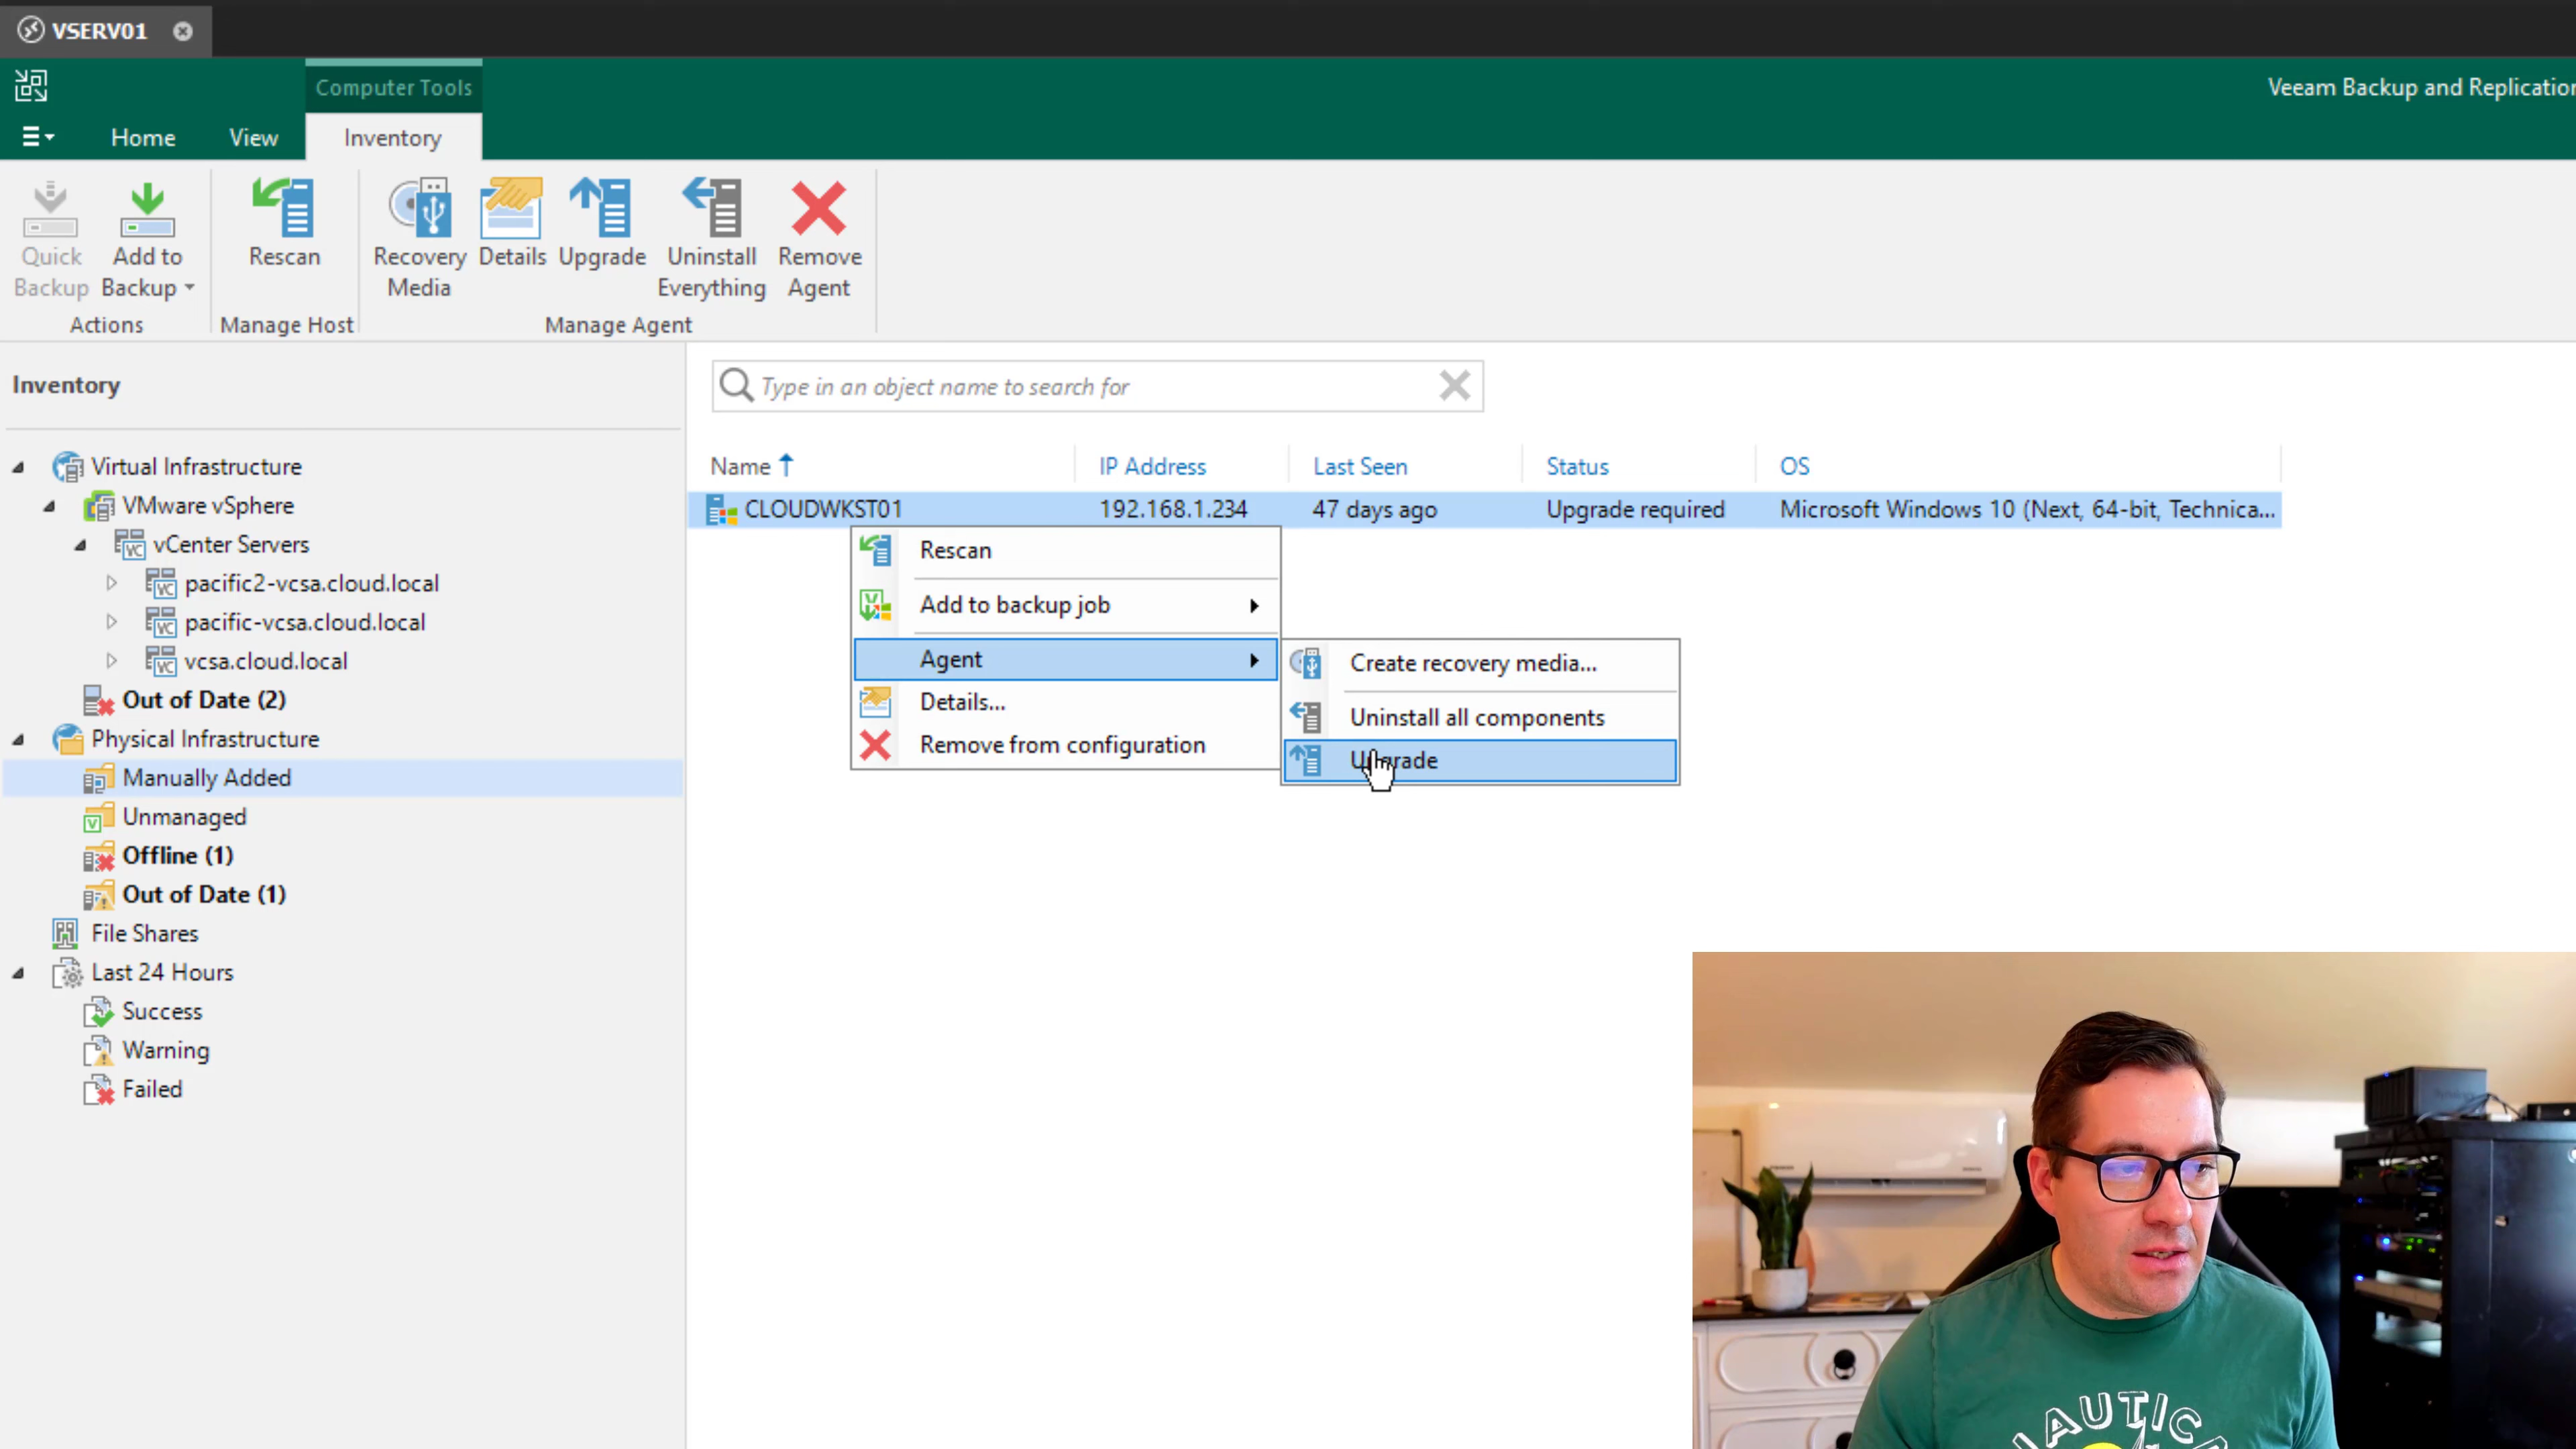 VSERV01
Computer Tools
Veeam Backup and Replication
Home
View
Inventory
Quick Backup
Add to Backup
Rescan
Recovery Media
Details
Upgrade
Uninstall Everything
Remove Agent
Actions
Manage Host
Manage Agent
Inventory
Type in an object name to search for
Name
IP Address
Last Seen
Status
OS
CLOUDWKST01
192.168.1.234
47 days ago
Upgrade required
Microsoft Windows 10 (Next, 64-bit, Technica...
Virtual Infrastructure
VMware vSphere
vCenter Servers
pacific2-vcsa.cloud.local
pacific-vcsa.cloud.local
vcsa.cloud.local
Out of Date (2)
Physical Infrastructure
Manually Added
Unmanaged
Offline (1)
Out of Date (1)
File Shares
Last 24 Hours
Success
Warning
Failed
Rescan
Add to backup job
Agent
Details...
Remove from configuration
Create recovery media...
Uninstall all components
Upgrade
NAUTICA